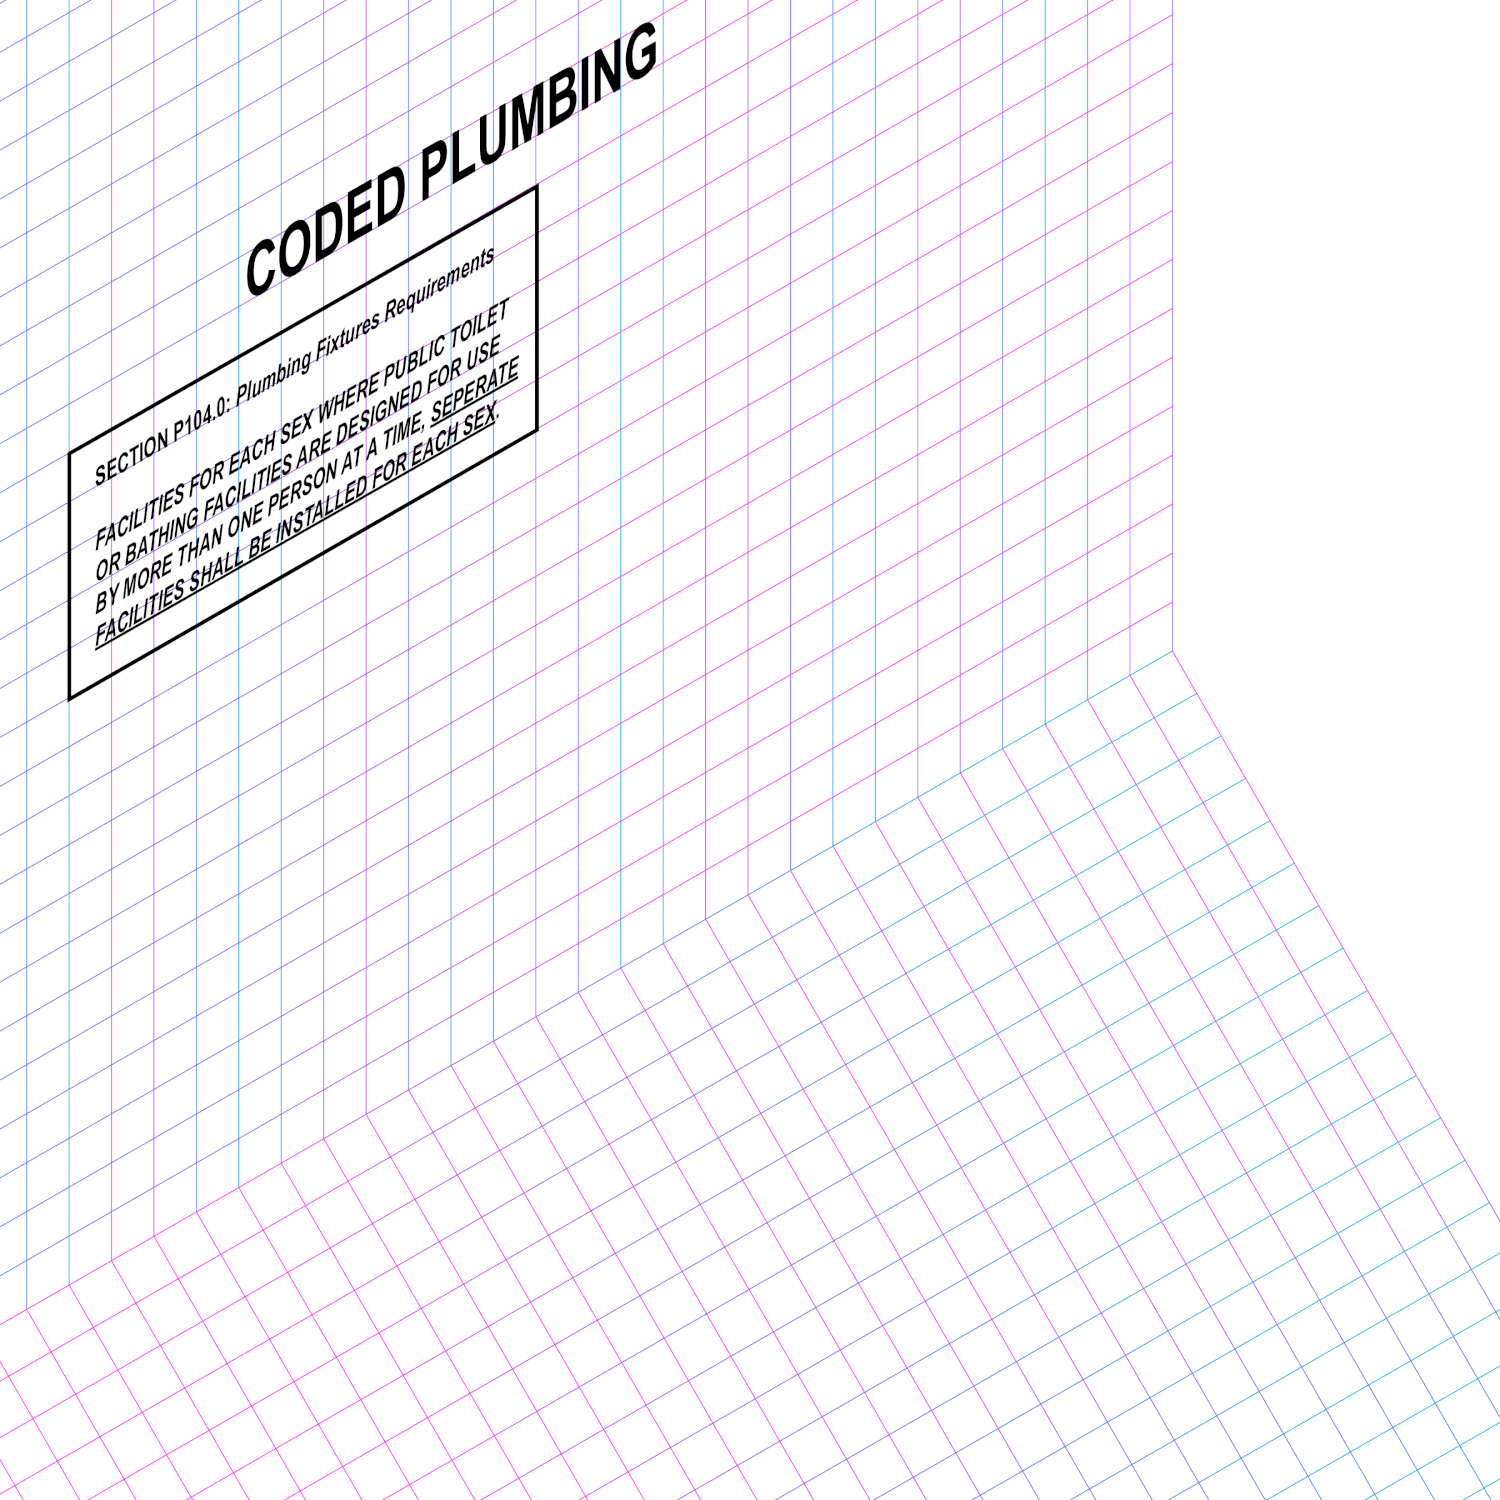 CODED PLUMBING
SECTION P104.0: Plumbing Fixtures Requirements
FACILITIES FOR EACH SEX WHERE PUBLIC TOILET
OR BATHING FACILITIES ARE DESIGNED FOR USE
BY MORE THAN ONE PERSON AT A TIME, SEPERATE
FACILITIES SHALL BE INSTALLED FOR EACH SEX.